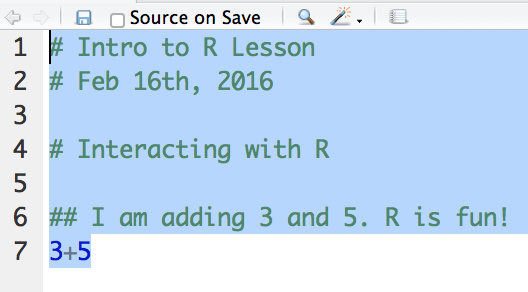 Source on Save
1 # Intro to R Lesson
2 # Feb 16th, 2016
3
4 # Interacting with R
5
6 ## I am adding 3 and 5. R is fun!
7 3+5